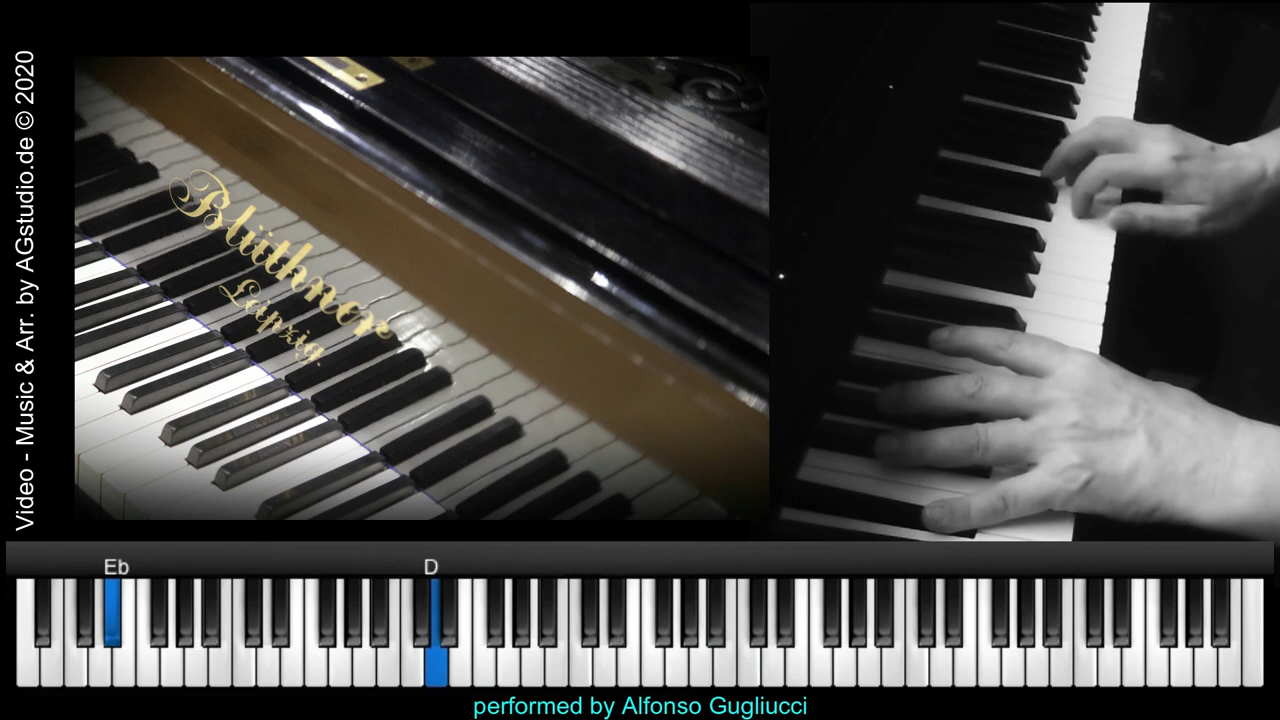 Video - Music & Arr. by AGstudio.de © 2020
Blüthner
Leipzig
Eb
D
performed by Alfonso Gugliucci